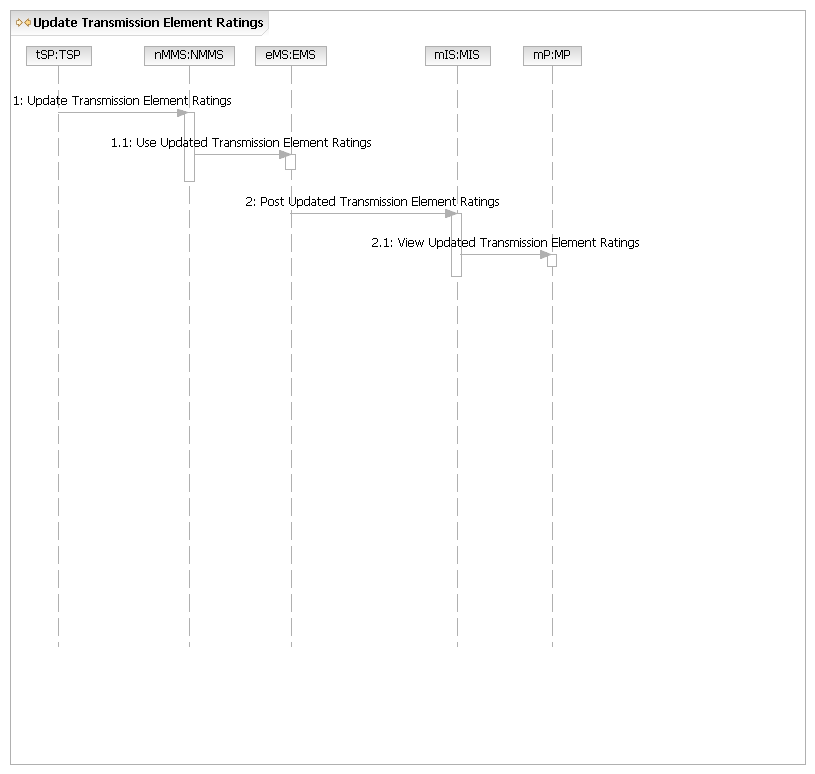 Update Transmission Element Ratings
tSP:TSP nMMS:NMMS eMS:EMS mIS:MIS mP:MP
1: Update Transmission Element Ratings
1.1: Use Updated Transmission Element Ratings
2: Post Updated Transmission Element Ratings
2.1: View Updated Transmission Element Ratings